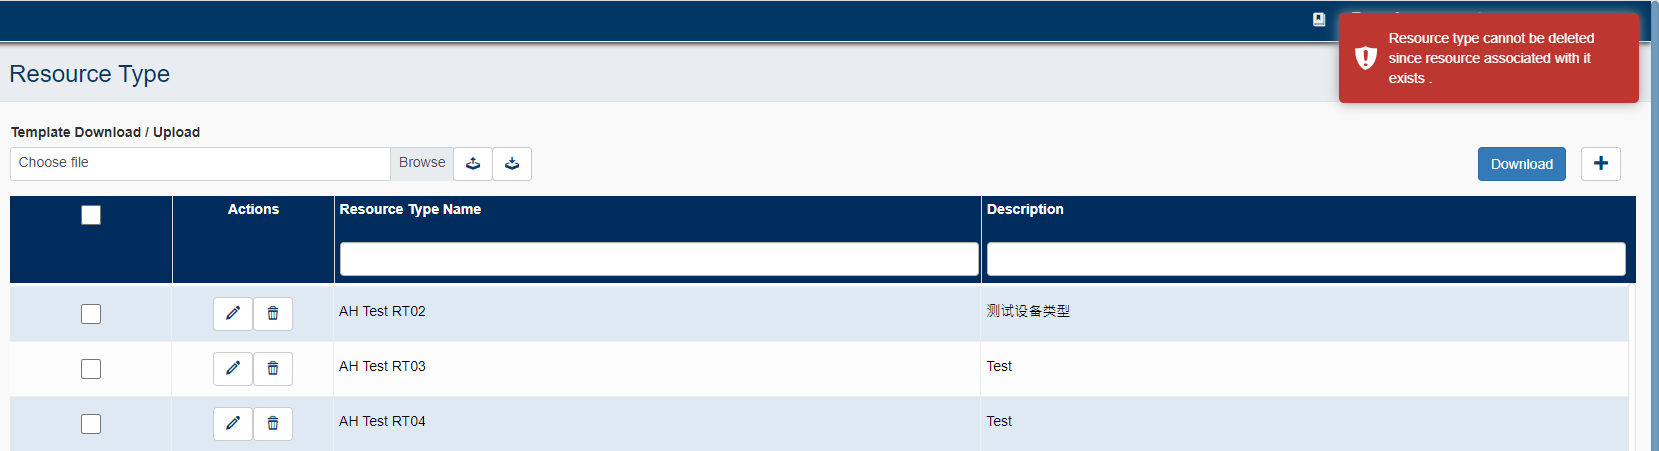 Resource type cannot be deleted
since resource associated with it
exists .
Resource Type
Template Download / Upload
Choose file
Browse
Download
Actions
Resource Type Name
Description
AH Test RT02
测试设备类型
AH Test RT03
Test
AH Test RT04
Test